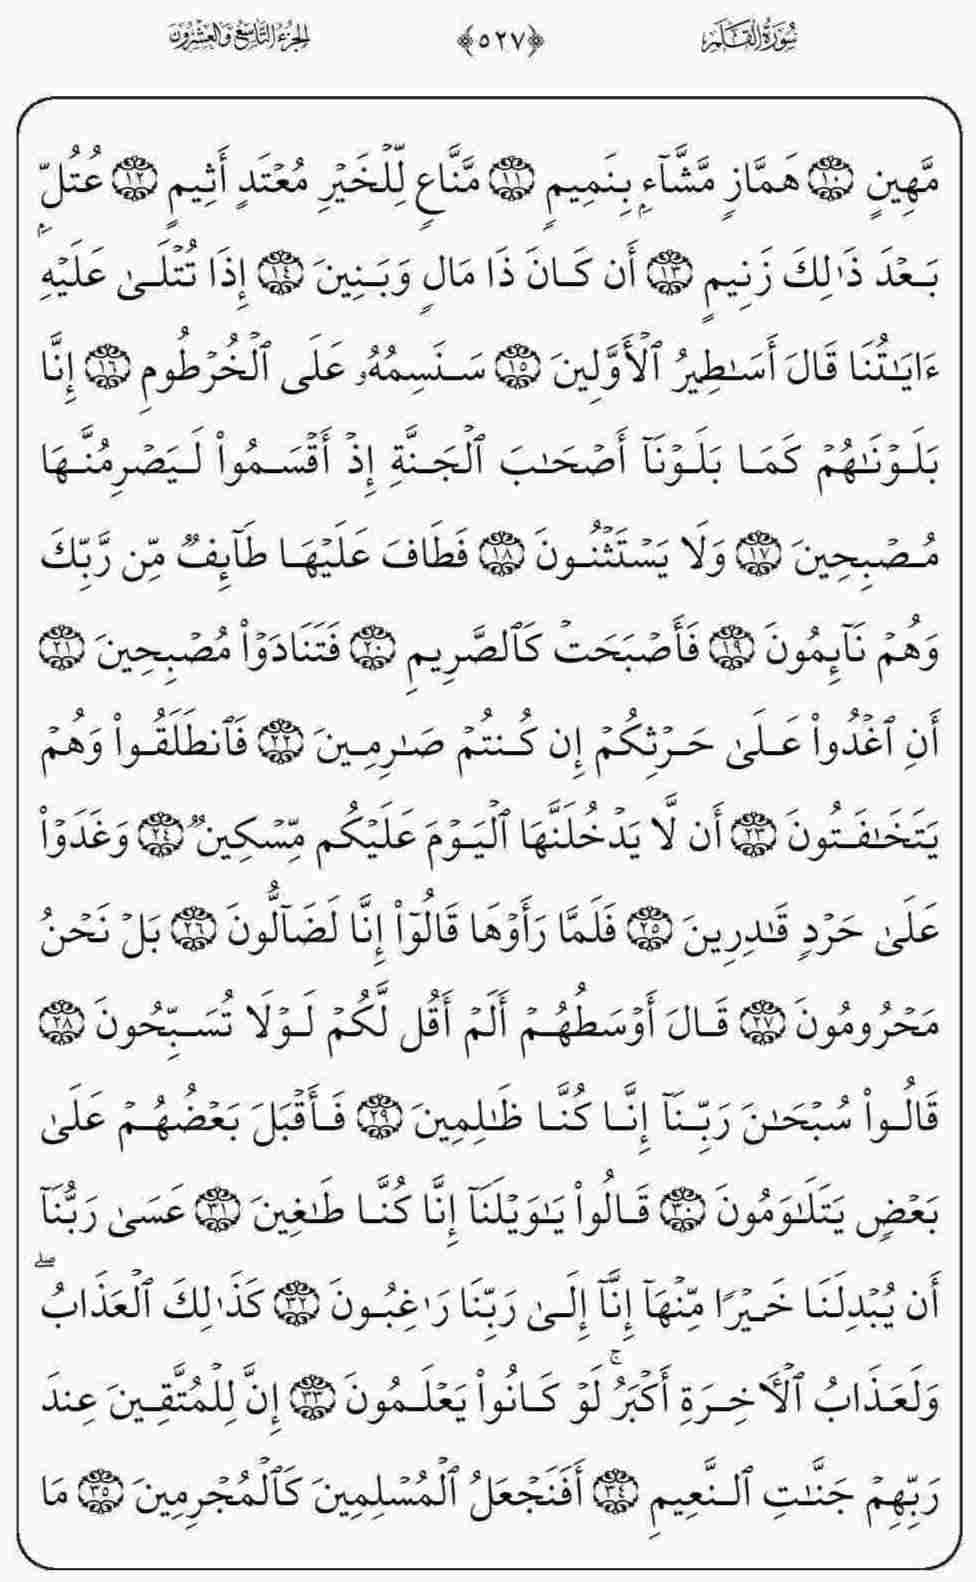 سُورَةُ القَلَمِ
﴿٥٢٧﴾
الجُزءُ التَّاسِعُ وَالعِشْرُونَ
مَّهِينٍ ١٠ هَمَّازٍ مَّشَّآءِۭ بِنَمِيمٍ ١١ مَّنَّاعٍ لِّلْخَيْرِ مُعْتَدٍ أَثِيمٍ ١٢ عُتُلِّۭ
بَعْدَ ذَٰلِكَ زَنِيمٍ ١٣ أَن كَانَ ذَا مَالٍ وَبَنِينَ ١٤ إِذَا تُتْلَىٰ عَلَيْهِ
ءَايَٰتُنَا قَالَ أَسَٰطِيرُ ٱلْأَوَّلِينَ ١٥ سَنَسِمُهُۥ عَلَى ٱلْخُرْطُومِ ١٦ إِنَّا
بَلَوْنَٰهُمْ كَمَا بَلَوْنَآ أَصْحَٰبَ ٱلْجَنَّةِ إِذْ أَقْسَمُوا۟ لَيَصْرِمُنَّهَا
مُصْبِحِينَ ١٧ وَلَا يَسْتَثْنُونَ ١٨ فَطَافَ عَلَيْهَا طَآئِفٌ مِّن رَّبِّكَ
وَهُمْ نَآئِمُونَ ١٩ فَأَصْبَحَتْ كَٱلصَّرِيمِ ٢٠ فَتَنَادَوْا۟ مُصْبِحِينَ ٢١
أَنِ ٱغْدُوا۟ عَلَىٰ حَرْثِكُمْ إِن كُنتُمْ صَٰرِمِينَ ٢٢ فَٱنطَلَقُوا۟ وَهُمْ
يَتَخَٰفَتُونَ ٢٣ أَن لَّا يَدْخُلَنَّهَا ٱلْيَوْمَ عَلَيْكُم مِّسْكِينٌ ٢٤ وَغَدَوْا۟
عَلَىٰ حَرْدٍ قَٰدِرِينَ ٢٥ فَلَمَّا رَأَوْهَا قَالُوٓا۟ إِنَّا لَضَآلُّونَ ٢٦ بَلْ نَحْنُ
مَحْرُومُونَ ٢٧ قَالَ أَوْسَطُهُمْ أَلَمْ أَقُل لَّكُمْ لَوْلَا تُسَبِّحُونَ ٢٨
قَالُوا۟ سُبْحَٰنَ رَبِّنَآ إِنَّا كُنَّا ظَٰلِمِينَ ٢٩ فَأَقْبَلَ بَعْضُهُمْ عَلَىٰ
بَعْضٍ يَتَلَٰوَمُونَ ٣٠ قَالُوا۟ يَٰوَيْلَنَآ إِنَّا كُنَّا طَٰغِينَ ٣١ عَسَىٰ رَبُّنَآ
أَن يُبْدِلَنَا خَيْرًا مِّنْهَآ إِنَّآ إِلَىٰ رَبِّنَا رَٰغِبُونَ ٣٢ كَذَٰلِكَ ٱلْعَذَابُ ۖ
وَلَعَذَابُ ٱلْءَاخِرَةِ أَكْبَرُ ۚ لَوْ كَانُوا۟ يَعْلَمُونَ ٣٣ إِنَّ لِلْمُتَّقِينَ عِندَ
رَبِّهِمْ جَنَّٰتِ ٱلنَّعِيمِ ٣٤ أَفَنَجْعَلُ ٱلْمُسْلِمِينَ كَٱلْمُجْرِمِينَ ٣٥ مَا